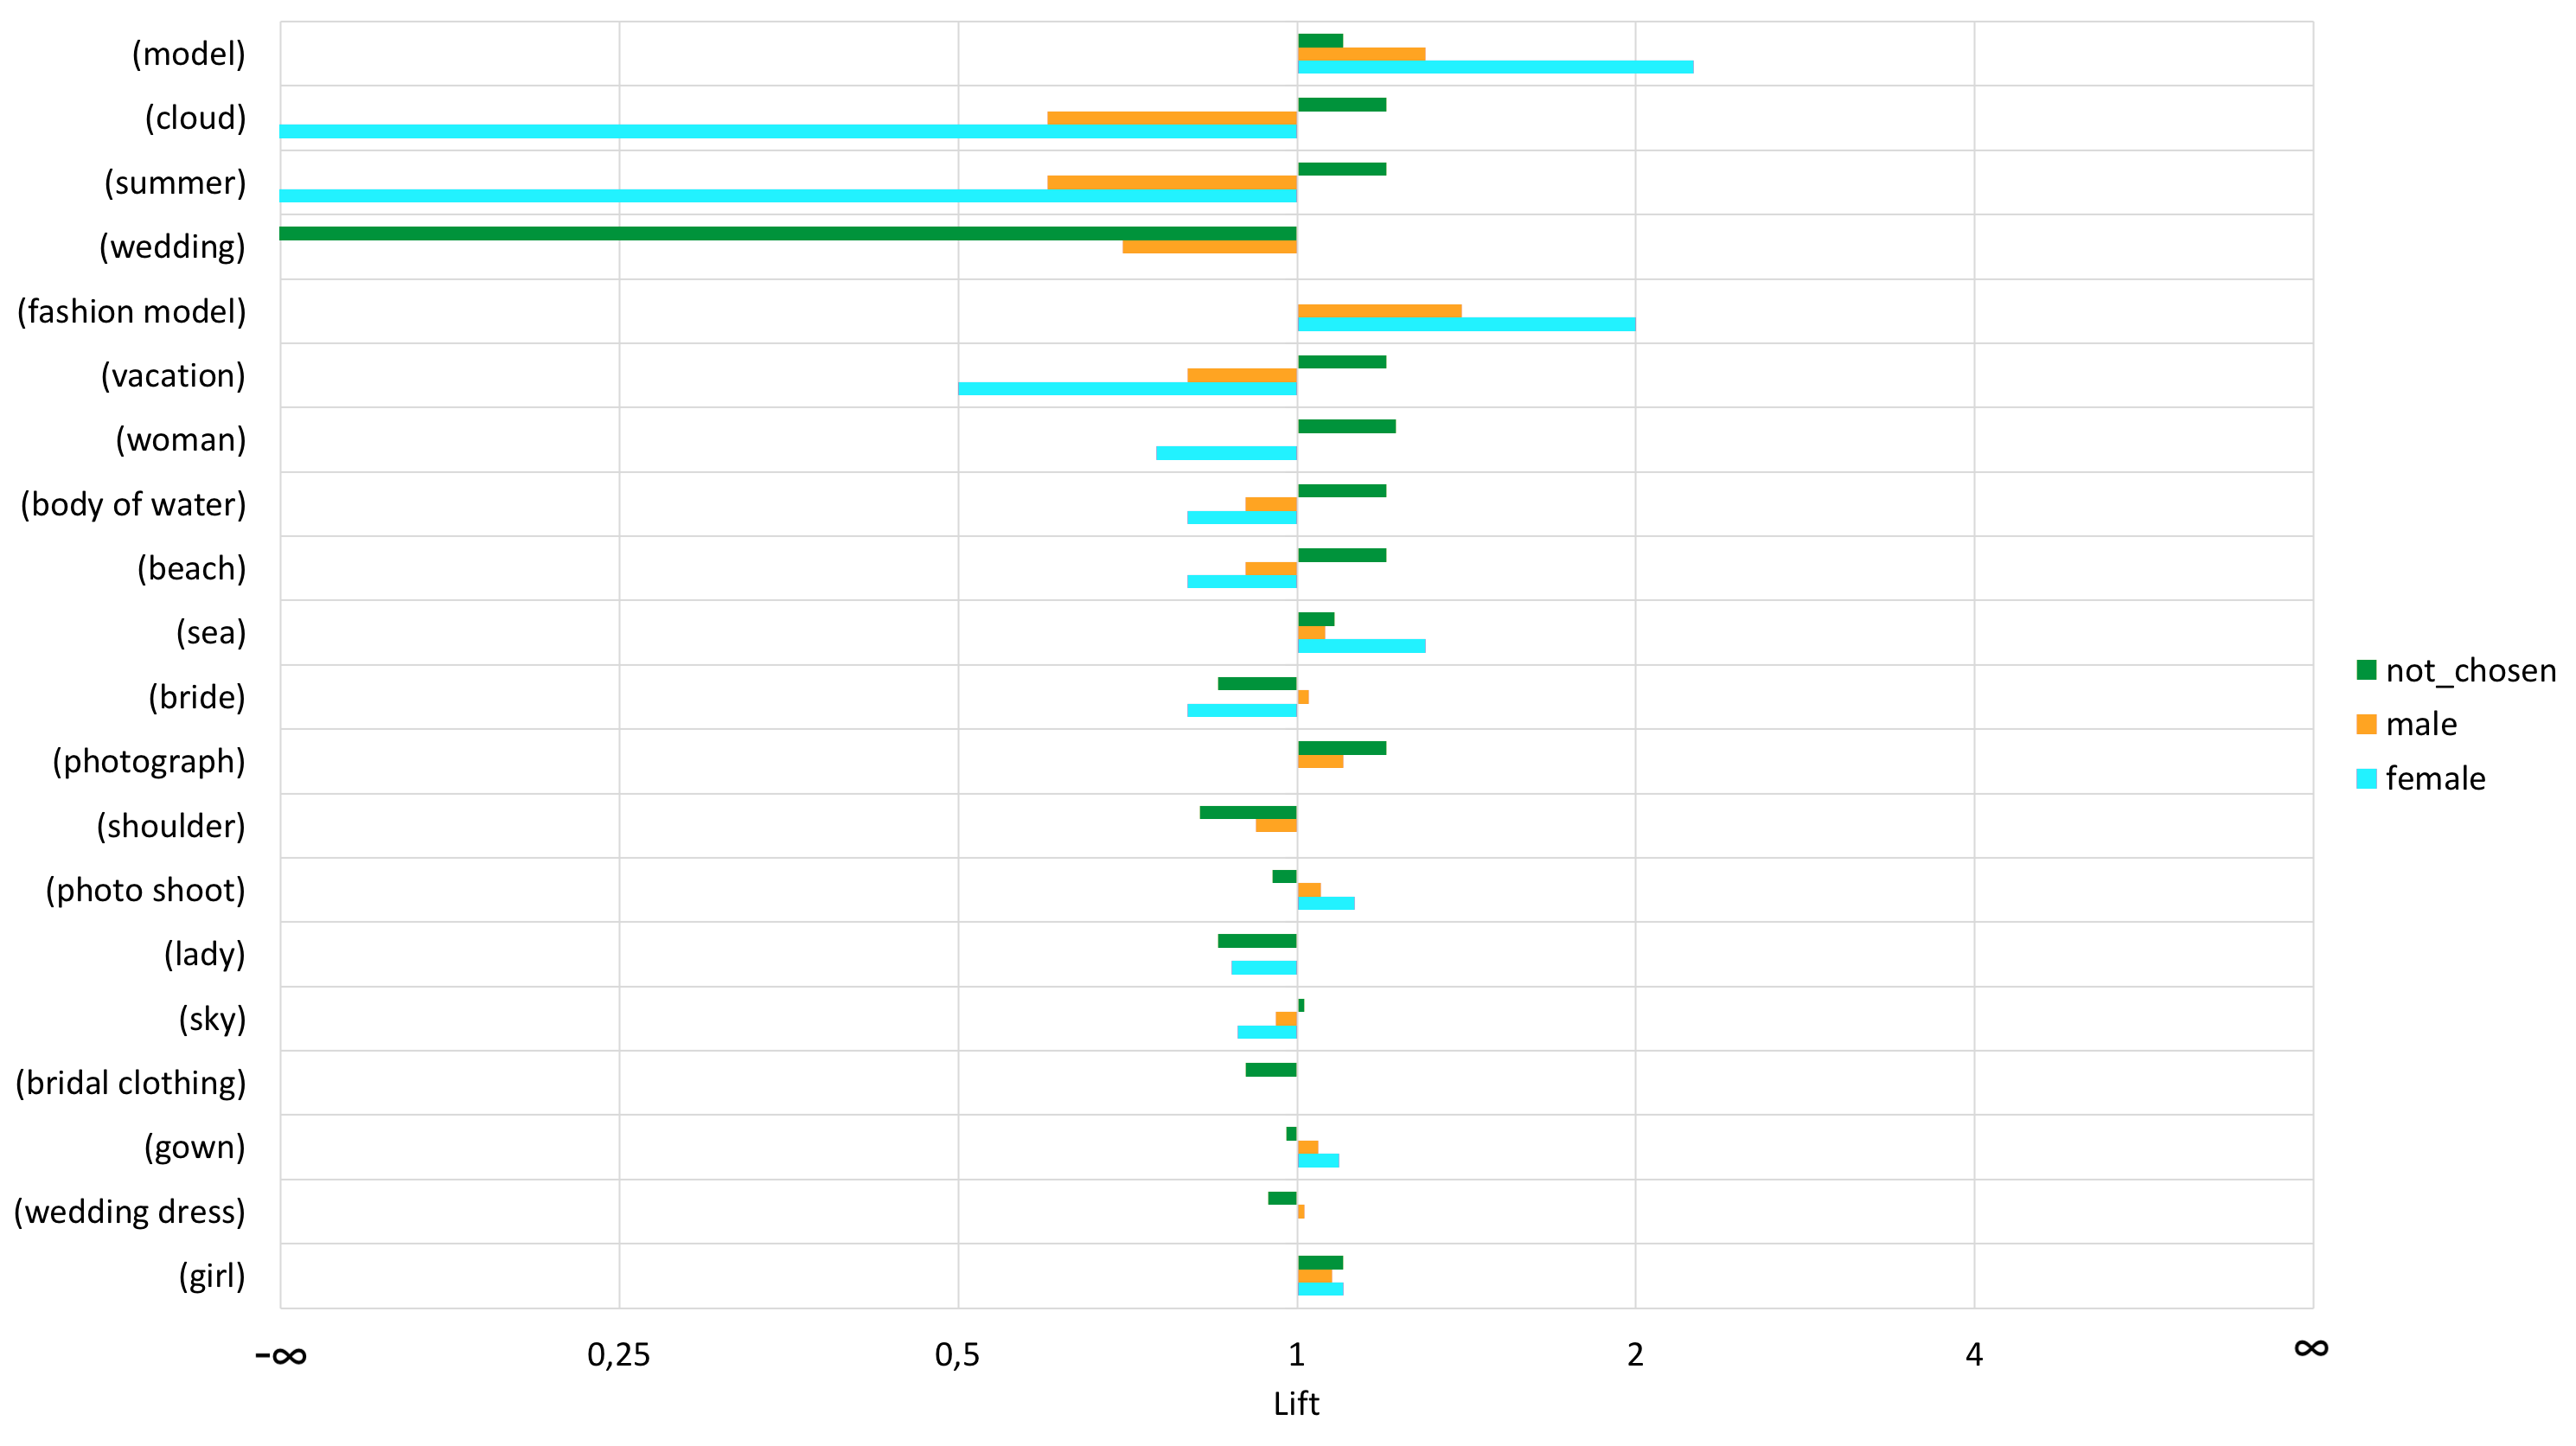 (model)
(cloud)
(summer)
(wedding)
(fashion model)
(vacation)
(woman)
(body of water)
(beach)
(sea)
(bride)
(photograph)
(shoulder)
(photo shoot)
(lady)
(sky)
(bridal clothing)
(gown)
(wedding dress)
(girl)
not_chosen
male
female
-∞ 0,25 0,5 1 2 4 ∞
Lift